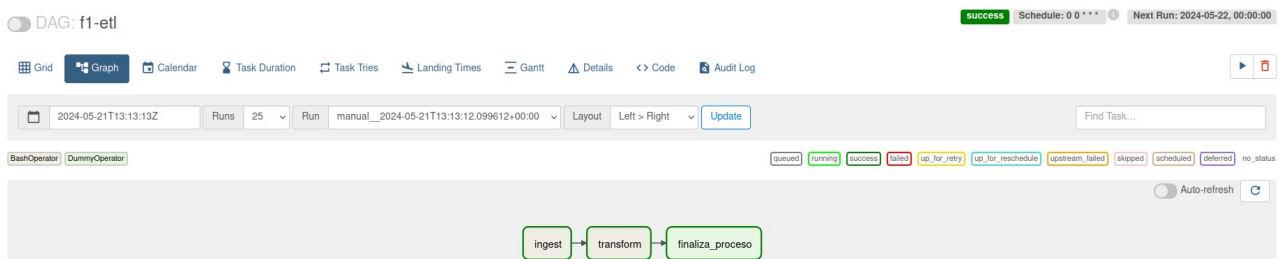 DAG: f1-etl
success Schedule: 0 0 * * * Next Run: 2024-05-22, 00:00:00
Grid Graph Calendar Task Duration Task Tries Landing Times Gantt Details <> Code Audit Log
2024-05-21T13:13:13Z Runs 25 Run manual__2024-05-21T13:13:12.099612+00:00 Layout Left > Right Update Find Task...
BashOperator DummyOperator queued running success failed up_for_retry up_for_reschedule upstream_failed skipped scheduled deferred no_status
Auto-refresh
ingest transform finaliza_proceso